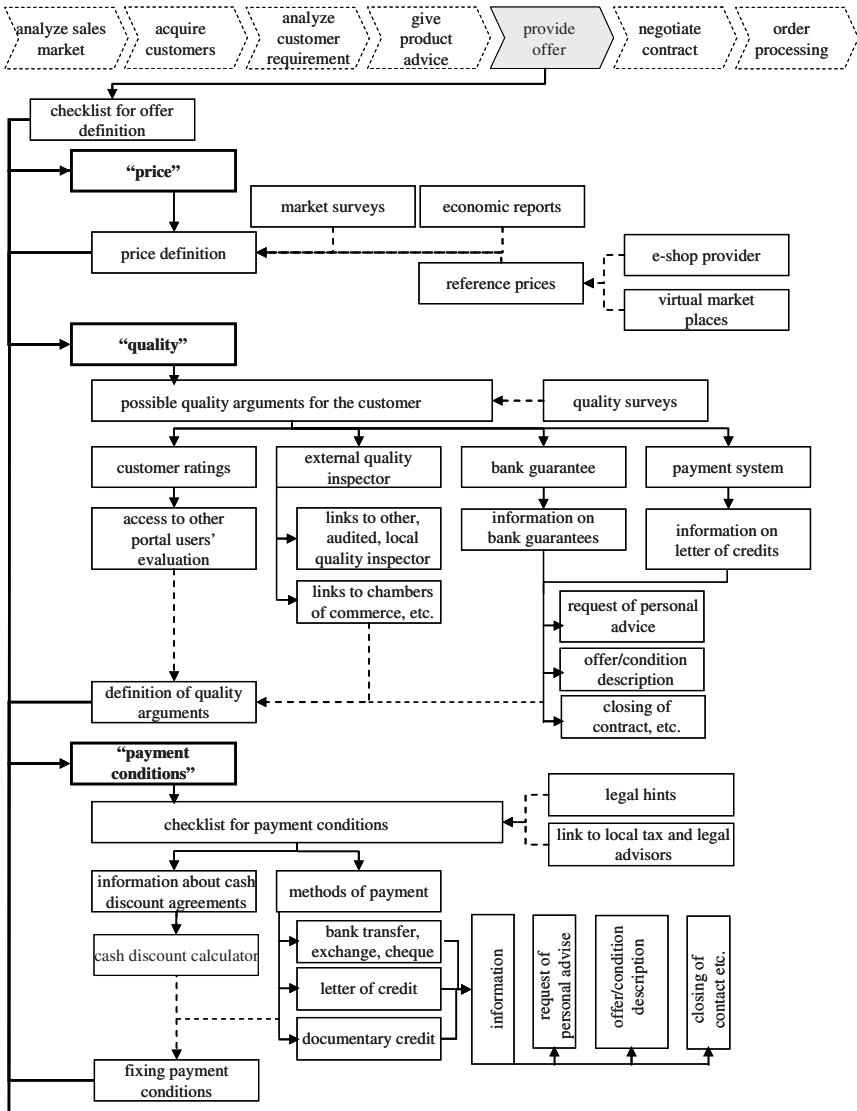 analyze sales
market
acquire
customers
analyze
customer
requirement
give
product
advice
provide
offer
negotiate
contract
order
processing
checklist for offer
definition
“price”
market surveys
economic reports
price definition
reference prices
e-shop provider
virtual market
places
“quality”
possible quality arguments for the customer
quality surveys
customer ratings
external quality
inspector
bank guarantee
payment system
access to other
portal users’
evaluation
links to other,
audited, local
quality inspector
information on
bank guarantees
information on
letter of credits
links to chambers
of commerce, etc.
request of personal
advice
offer/condition
description
definition of quality
arguments
closing of
contract, etc.
“payment
conditions”
legal hints
checklist for payment conditions
link to local tax and legal
advisors
information about cash
discount agreements
methods of payment
cash discount calculator
bank transfer,
exchange, cheque
letter of credit
documentary credit
information
request of
personal advise
offer/condition
description
closing of
contact etc.
fixing payment
conditions